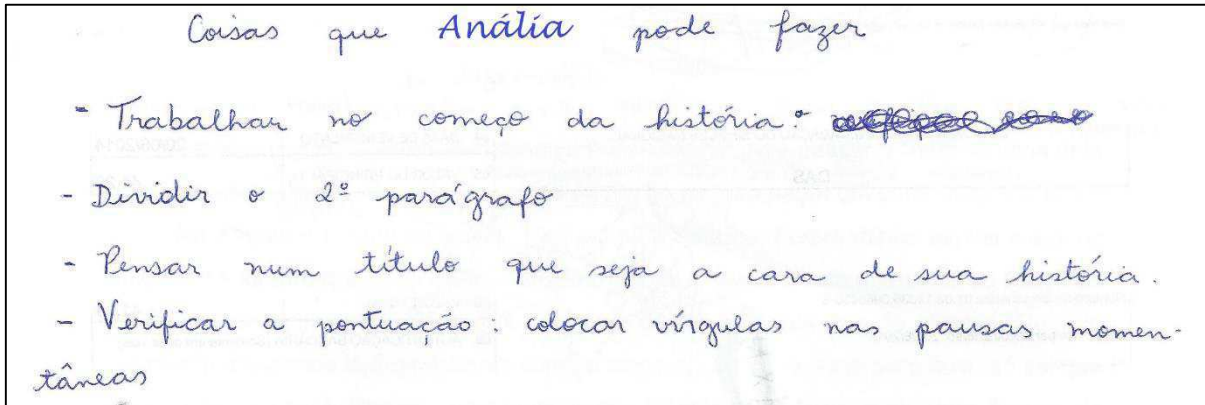 Coisas que Anália pode fazer
- Trabalhar no começo da história.
- Dividir o 2º parágrafo
- Pensar num título que seja a cara de sua história.
- Verificar a pontuação: colocar vírgulas nas pausas momen-
tâneas